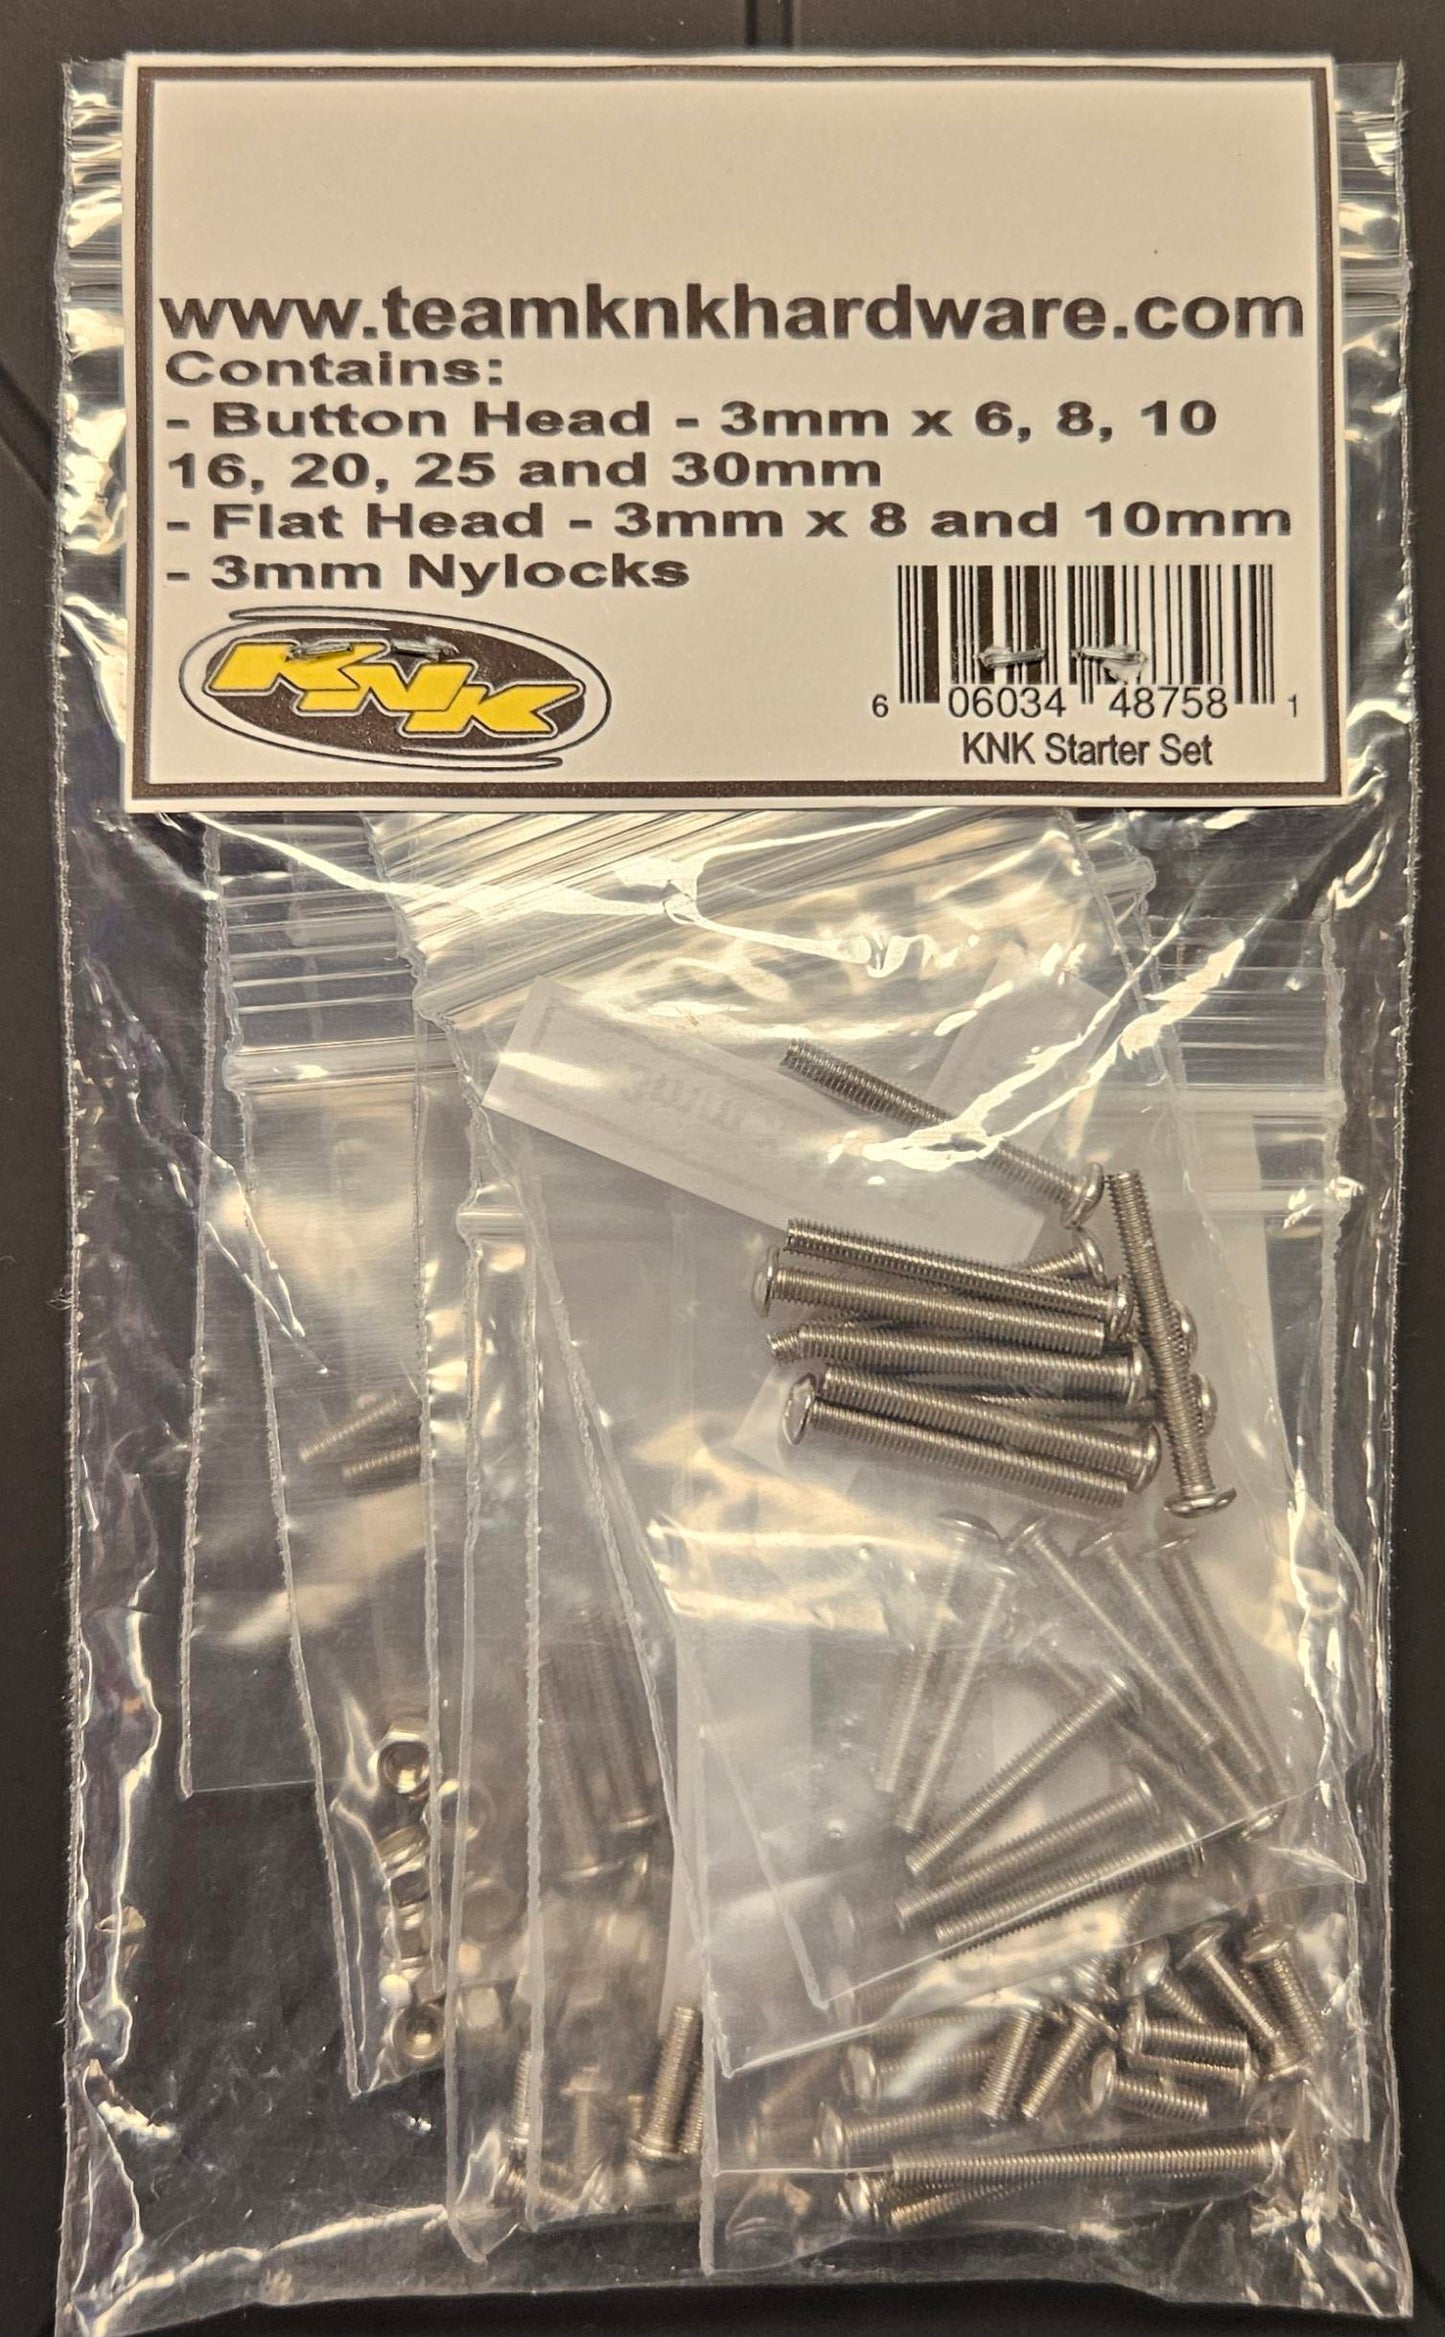 www.teamknkhardware.com
Contains:
- Button Head - 3mm x 6, 8, 10
16, 20, 25 and 30mm
- Flat Head - 3mm x 8 and 10mm
- 3mm Nylocks
KNK
6 06034 48758 1
KNK Starter Set